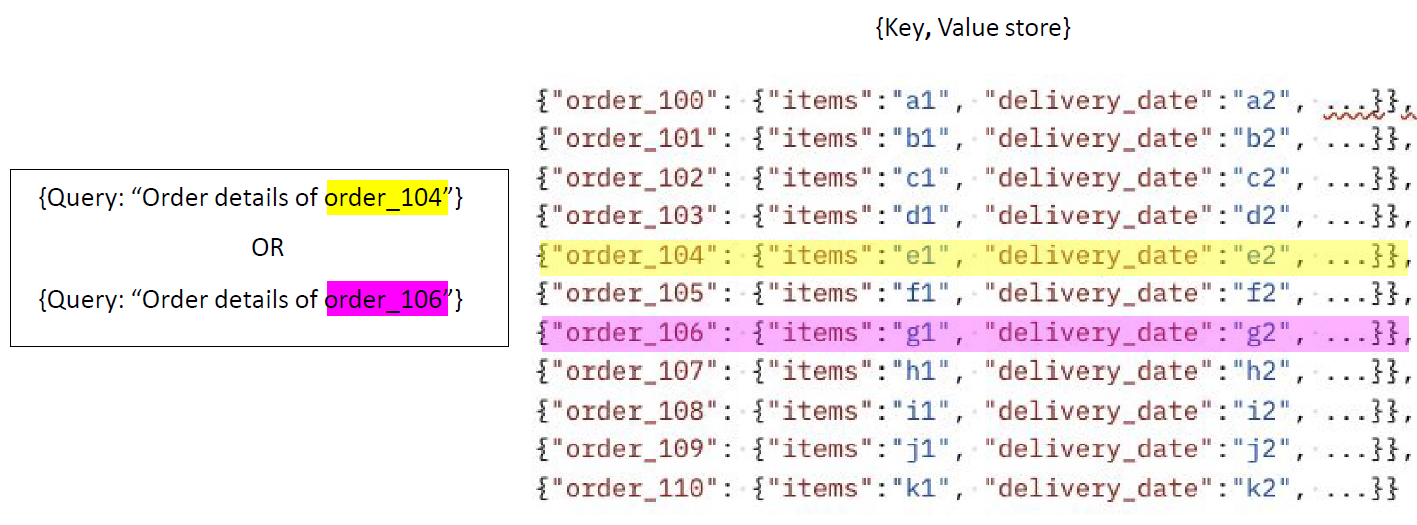 {Key, Value store}
{Query: “Order details of order_104”}
OR
{Query: “Order details of order_106”}
{"order_100": {"items":"a1", "delivery_date":"a2", ...}},
{"order_101": {"items":"b1", "delivery_date":"b2", ...}},
{"order_102": {"items":"c1", "delivery_date":"c2", ...}},
{"order_103": {"items":"d1", "delivery_date":"d2", ...}},
{"order_104": {"items":"e1", "delivery_date":"e2", ...}},
{"order_105": {"items":"f1", "delivery_date":"f2", ...}},
{"order_106": {"items":"g1", "delivery_date":"g2", ...}},
{"order_107": {"items":"h1", "delivery_date":"h2", ...}},
{"order_108": {"items":"i1", "delivery_date":"i2", ...}},
{"order_109": {"items":"j1", "delivery_date":"j2", ...}},
{"order_110": {"items":"k1", "delivery_date":"k2", ...}}